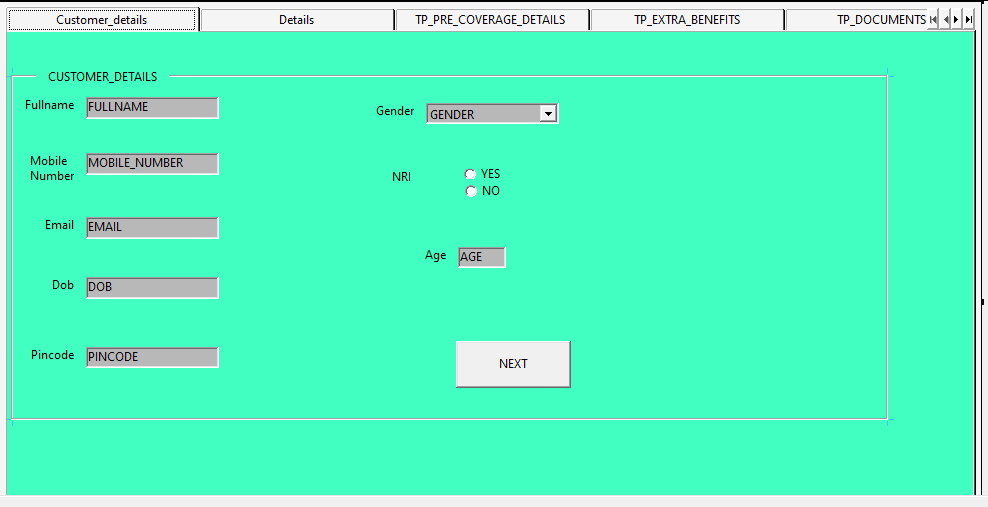 Customer_details
Details
TP_PRE_COVERAGE_DETAILS
TP_EXTRA_BENEFITS
TP_DOCUMENTS
CUSTOMER_DETAILS
Fullname FULLNAME
Gender GENDER
Mobile
Number
MOBILE_NUMBER
NRI
YES
NO
Email EMAIL
Age AGE
Dob DOB
Pincode PINCODE
NEXT